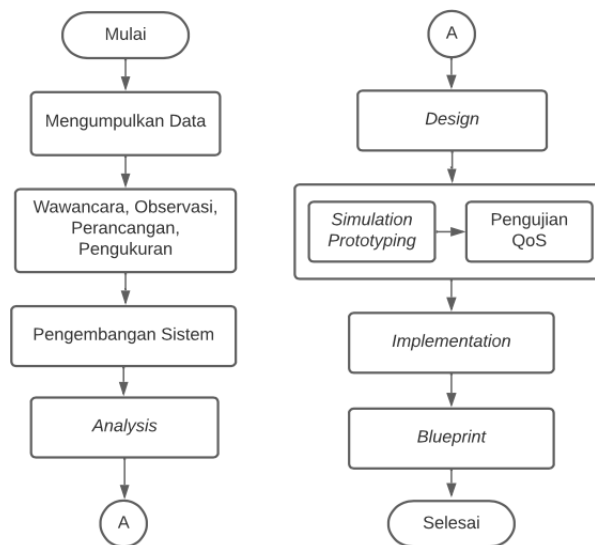 Mulai
Mengumpulkan Data
Wawancara, Observasi,
Perancangan,
Pengukuran
Pengembangan Sistem
Analysis
A
A
Design
Simulation
Prototyping
Pengujian
QoS
Implementation
Blueprint
Selesai